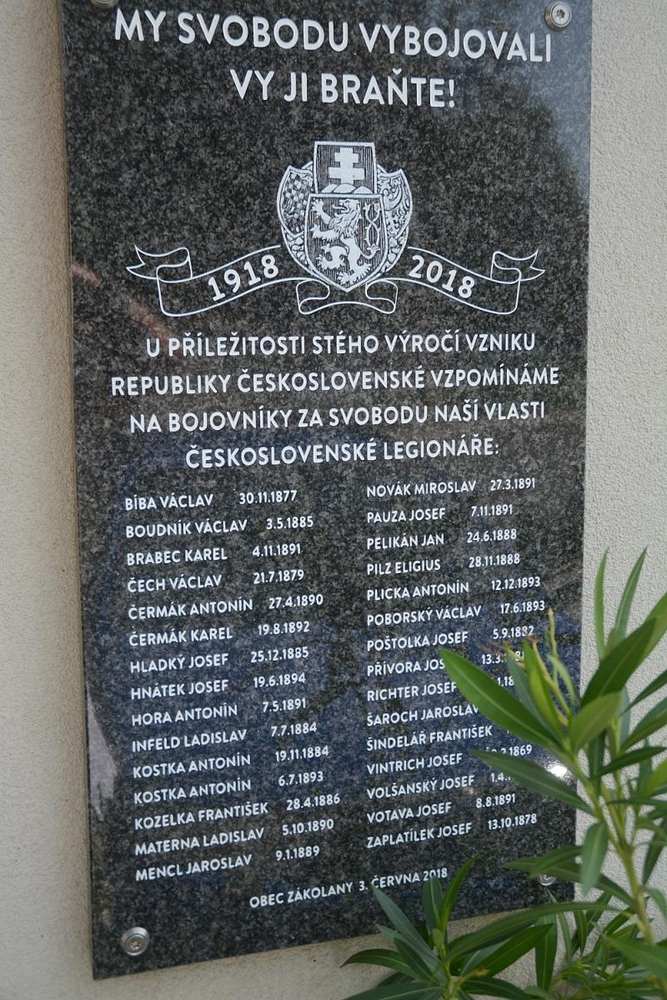 MY SVOBODU VYBOJOVALI
VY JI BRAŇTE!
1918 2018
U PŘÍLEŽITOSTI STÉHO VÝROČÍ VZNIKU
REPUBLIKY ČESKOSLOVENSKÉ VZPOMÍNÁME
NA BOJOVNÍKY ZA SVOBODU NAŠÍ VLASTI
ČESKOSLOVENSKÉ LEGIONÁŘE:
BÍBA VÁCLAV 30.11.1877
BOUDNÍK VÁCLAV 3.5.1885
BRABEC KAREL 4.11.1891
ČECH VÁCLAV 21.7.1879
ČERMÁK ANTONÍN 27.4.1890
ČERMÁK KAREL 19.8.1892
HLADKÝ JOSEF 25.12.1885
HNÁTEK JOSEF 19.6.1894
HORA ANTONÍN 7.5.1891
INFELD LADISLAV 7.7.1884
KOSTKA ANTONÍN 19.11.1884
KOSTKA ANTONÍN 6.7.1893
KOZELKA FRANTIŠEK 28.4.1886
MATERNA LADISLAV 5.10.1890
MENCL JAROSLAV 9.1.1889
NOVÁK MIROSLAV 27.3.1891
PAUZA JOSEF 7.11.1891
PELIKÁN JAN 24.6.1888
PILZ ELIGIUS 28.11.1888
PLICKA ANTONÍN 12.12.1893
POBORSKÝ VÁCLAV 17.6.1893
POŠTOLKA JOSEF 5.9.1882
PŘÍVORA JOSEF
RICHTER JOSEF
ŠAROCH JAROSLAV
ŠINDELÁŘ FRANTIŠEK
VINTRICH JOSEF
VOLŠANSKÝ JOSEF
VOTAVA JOSEF 8.8.1891
ZAPLATÍLEK JOSEF 13.10.1878
OBEC ZÁKOLANY 3. ČERVNA 2018